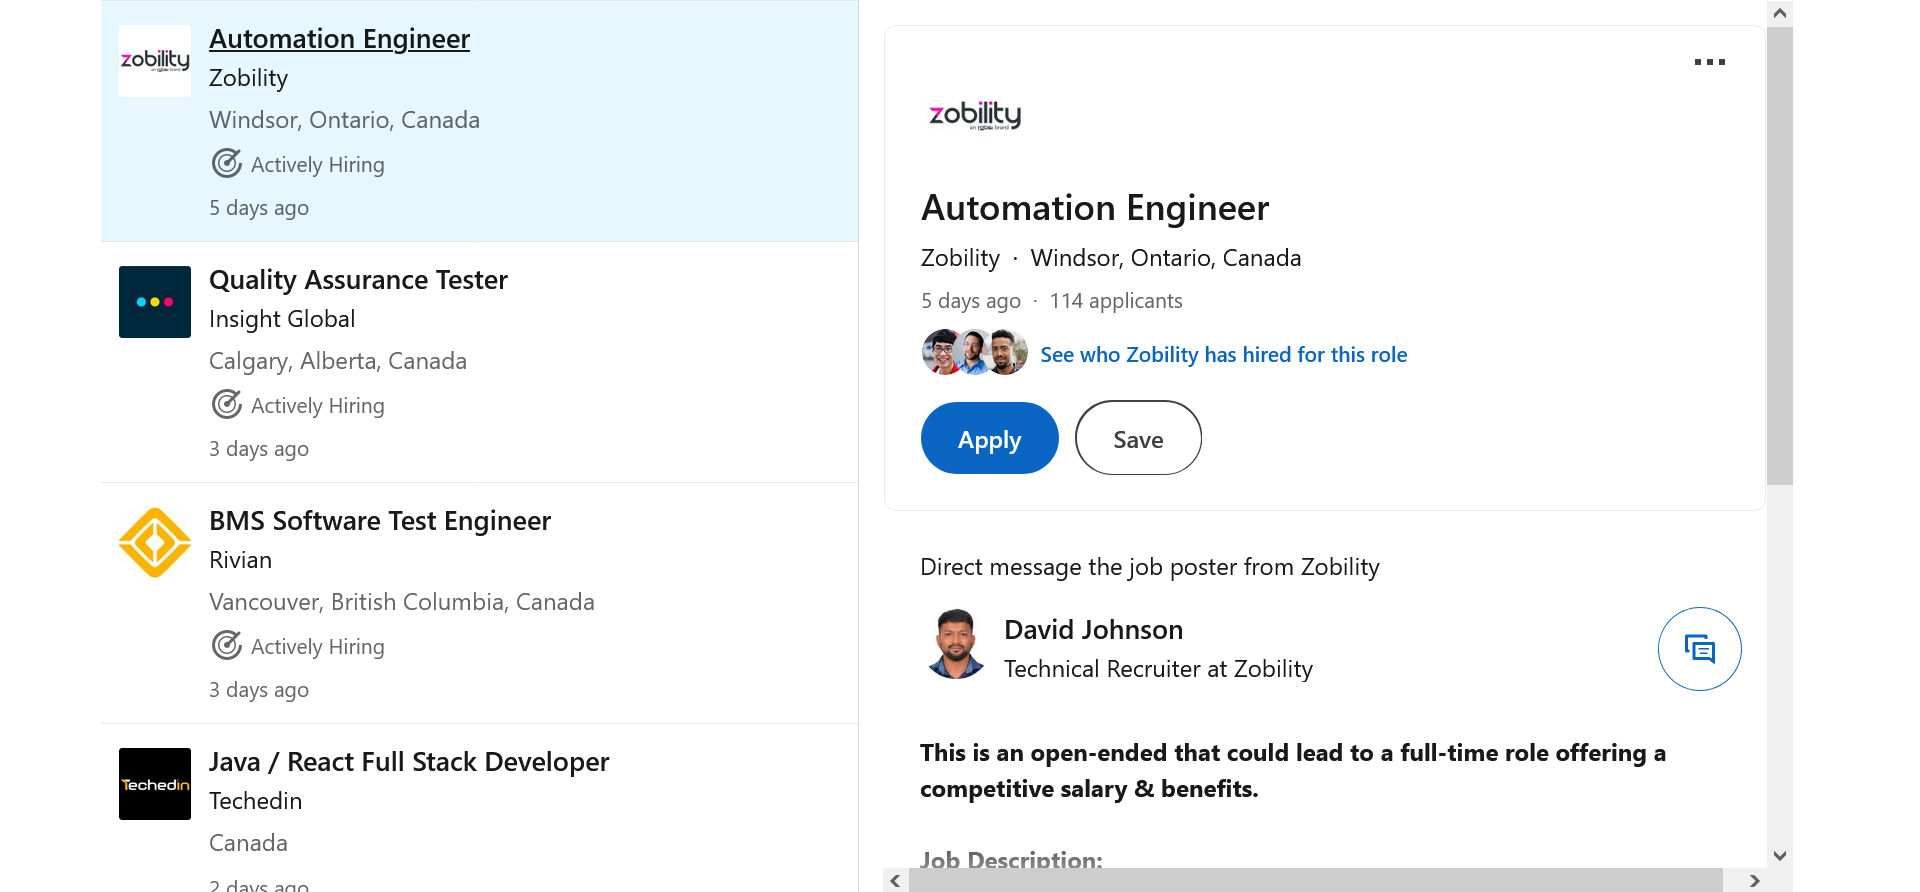 zobility
Automation Engineer
Zobility
Windsor, Ontario, Canada
Actively Hiring
5 days ago
Quality Assurance Tester
Insight Global
Calgary, Alberta, Canada
Actively Hiring
3 days ago
BMS Software Test Engineer
Rivian
Vancouver, British Columbia, Canada
Actively Hiring
3 days ago
Techedin
Java / React Full Stack Developer
Techedin
Canada
2 days ago
zobility
Automation Engineer
Zobility · Windsor, Ontario, Canada
5 days ago · 114 applicants
See who Zobility has hired for this role
Apply Save
Direct message the job poster from Zobility
David Johnson
Technical Recruiter at Zobility
This is an open-ended that could lead to a full-time role offering a
competitive salary & benefits.
Job Description: